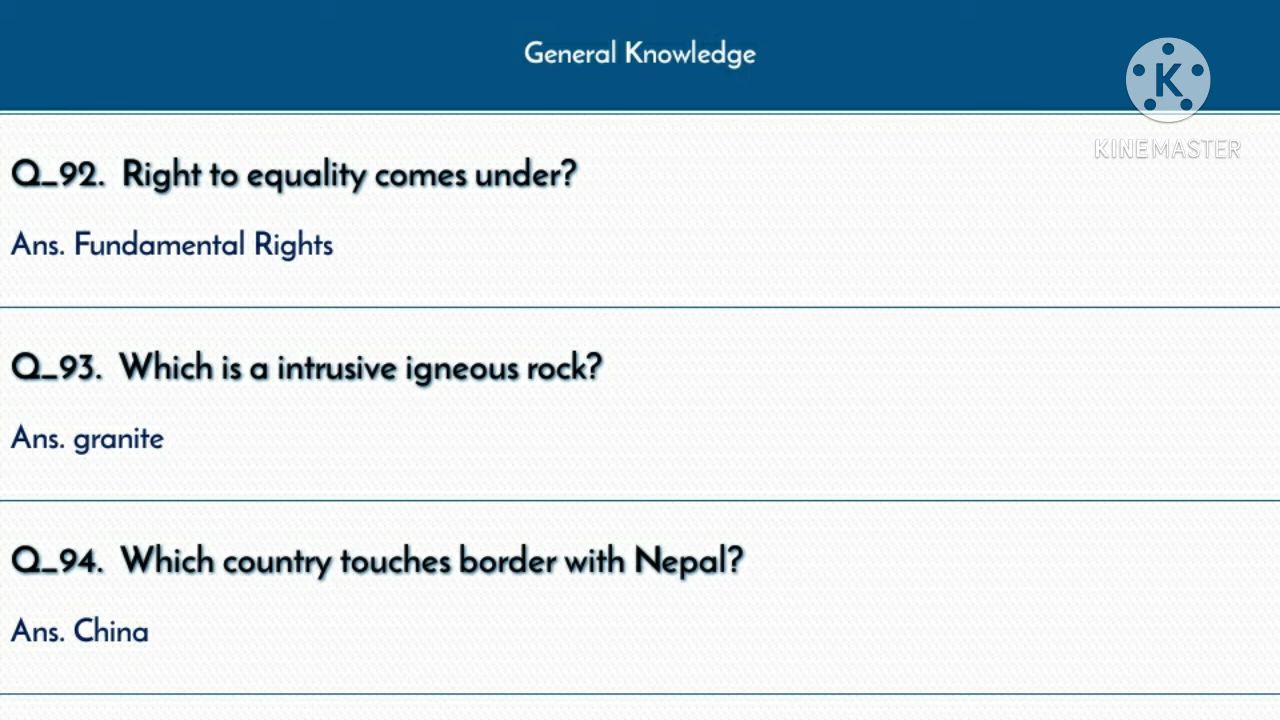 General Knowledge
K
KINEMASTER
Q_92. Right to equality comes under?
Ans. Fundamental Rights
Q_93. Which is a intrusive igneous rock?
Ans. granite
Q_94. Which country touches border with Nepal?
Ans. China